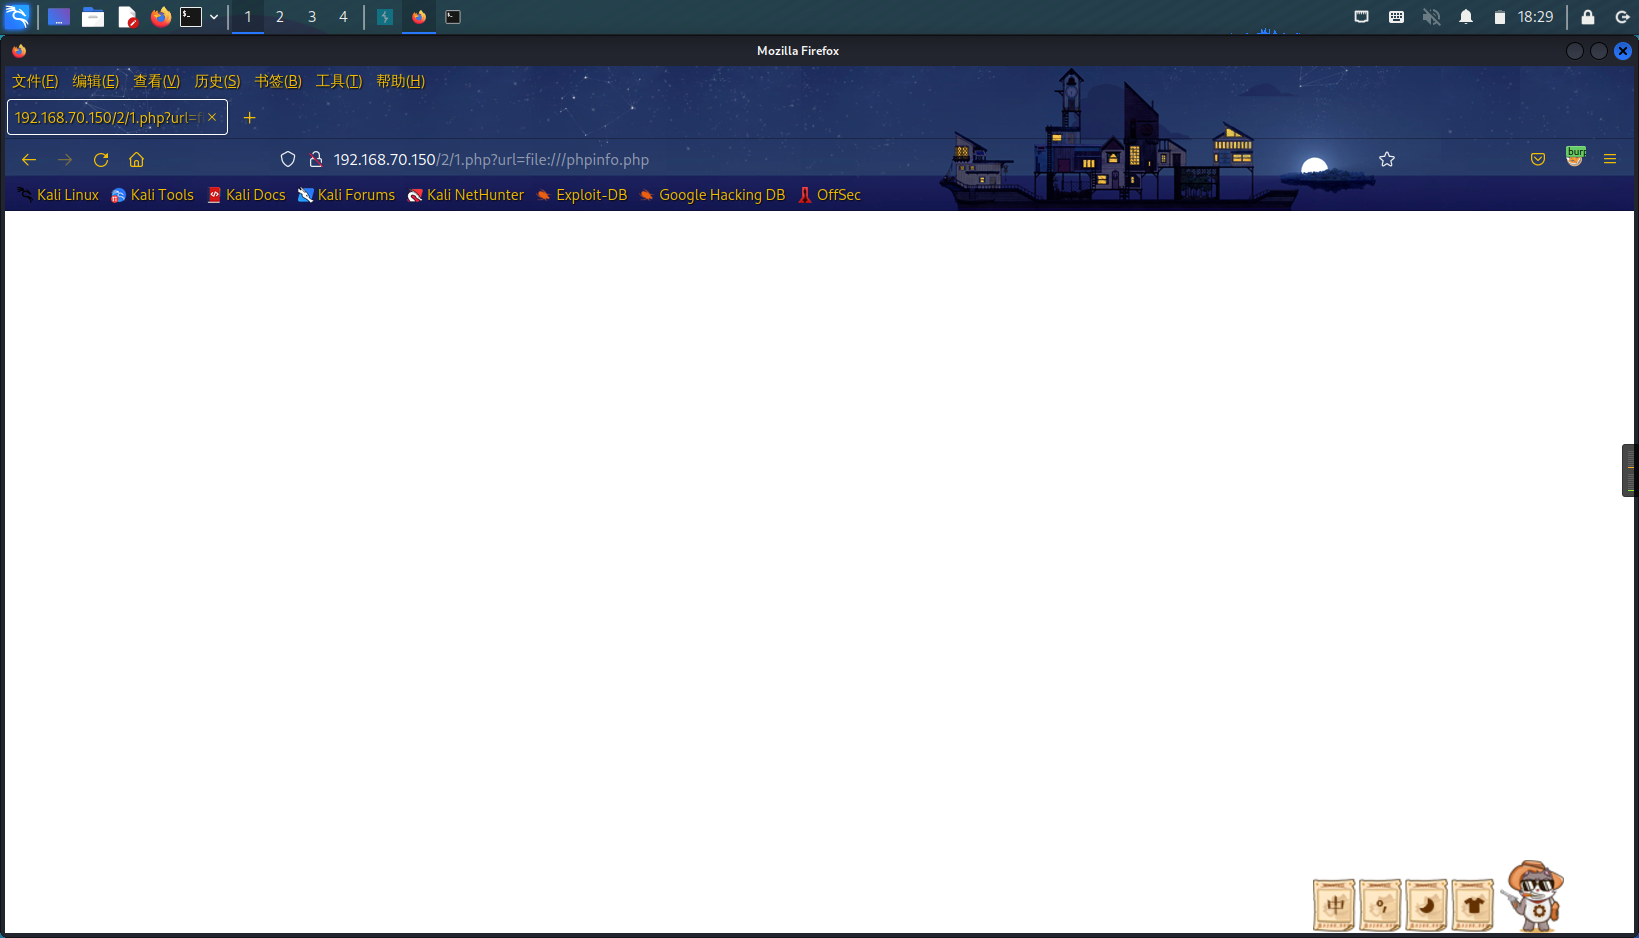 1 2 3 4 18:29
Mozilla Firefox
文件(F) 编辑(E) 查看(V) 历史(S) 书签(B) 工具(T) 帮助(H)
192.168.70.150/2/1.php?url=f
192.168.70.150/2/1.php?url=file:///phpinfo.php
burp
Kali Linux Kali Tools Kali Docs Kali Forums Kali NetHunter Exploit-DB Google Hacking DB OffSec
中